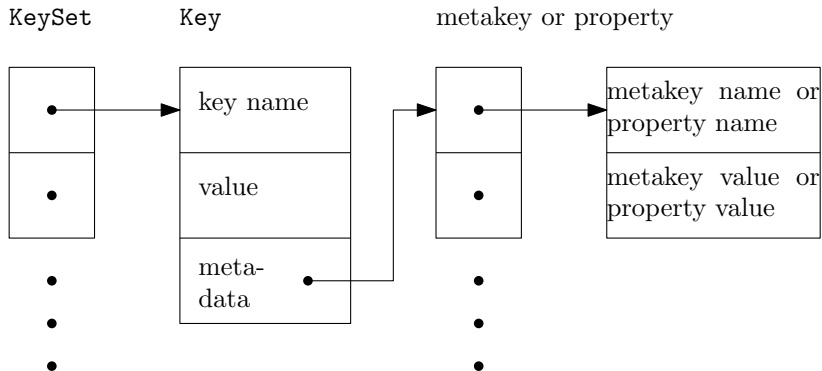 KeySet
Key
metakey or property
key name
value
meta-
data
metakey name or
property name
metakey value or
property value